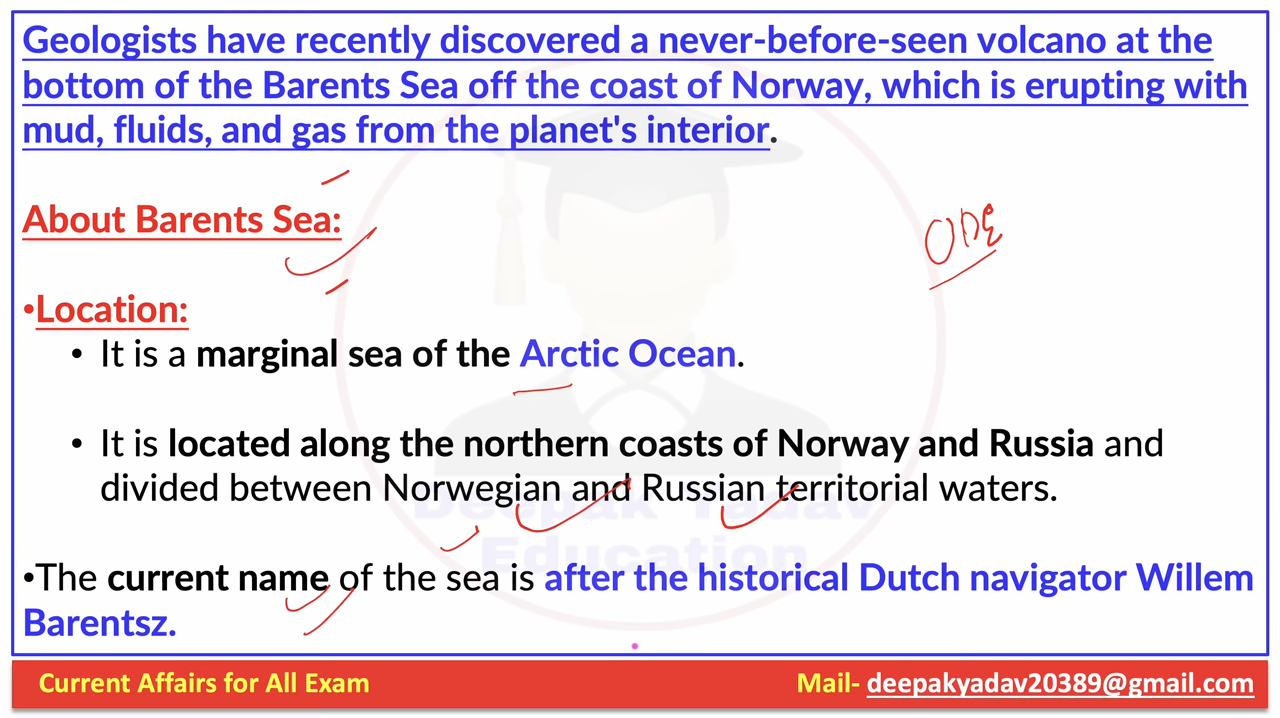 Geologists have recently discovered a never-before-seen volcano at the
bottom of the Barents Sea off the coast of Norway, which is erupting with
mud, fluids, and gas from the planet's interior.
About Barents Sea:
•Location:
• It is a marginal sea of the Arctic Ocean.
• It is located along the northern coasts of Norway and Russia and
divided between Norwegian and Russian territorial waters.
Deepak Yadav
Education
•The current name of the sea is after the historical Dutch navigator Willem
Barentsz.
Current Affairs for All Exam
Mail- deepakyadav20389@gmail.com